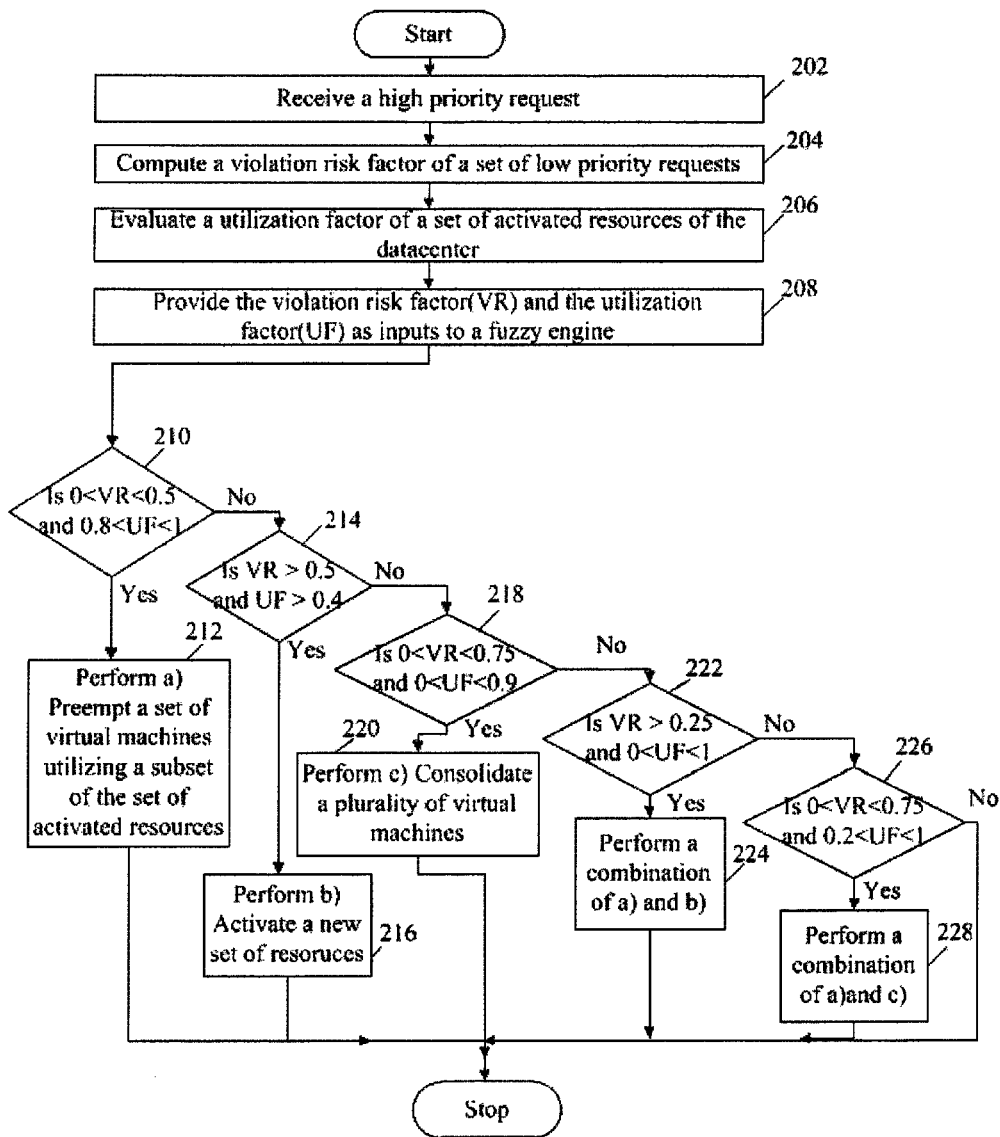 Start
202
Receive a high priority request
204
Compute a violation risk factor of a set of low priority requests
206
Evaluate a utilization factor of a set of activated resources of the
datacenter
208
Provide the violation risk factor(VR) and the utilization
factor(UF) as inputs to a fuzzy engine
210
Is 0<VR<0.5
and 0.8<UF<1
No
Yes
212
Perform a)
Preempt a set of
virtual machines
utilizing a subset
of the set of
activated resources
214
Is VR > 0.5
and UF > 0.4
No
Yes
Perform b)
Activate a new
set of resoruces
216
218
Is 0<VR<0.75
and 0<UF<0.9
No
Yes
220
Perform c) Consolidate
a plurality of virtual
machines
222
Is VR > 0.25
and 0<UF<1
No
Yes
Perform a
combination
of a) and b)
224
226
Is 0<VR<0.75
and 0.2<UF<1
No
Yes
Perform a
combination
of a)and c)
228
Stop